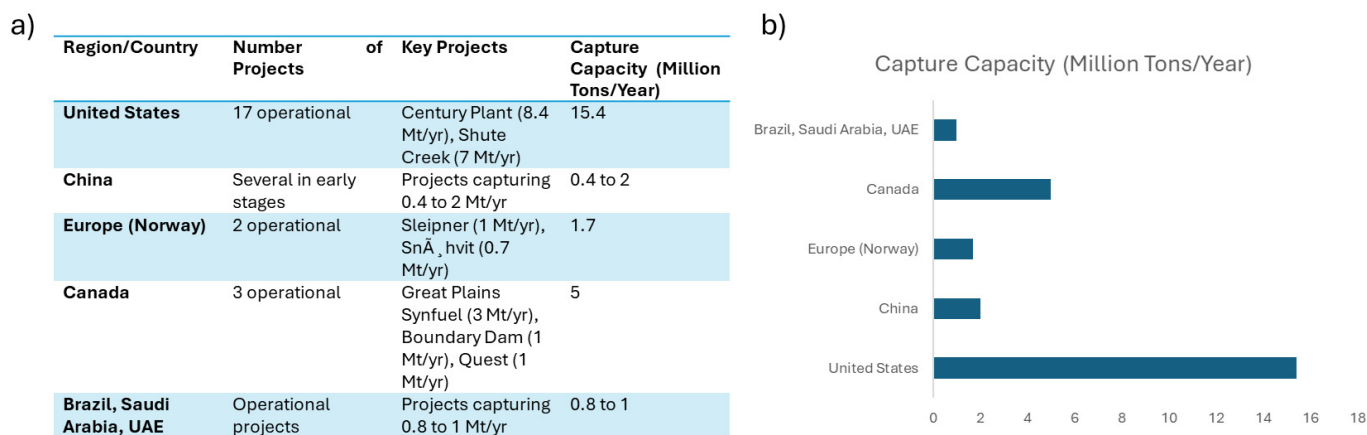 a)
Region/Country
Number of
Projects
Key Projects
Capture
Capacity (Million
Tons/Year)
United States
17 operational
Century Plant (8.4
Mt/yr), Shute
Creek (7 Mt/yr)
15.4
China
Several in early
stages
Projects capturing
0.4 to 2 Mt/yr
0.4 to 2
Europe (Norway)
2 operational
Sleipner (1 Mt/yr),
SnÃ¸hvit (0.7
Mt/yr)
1.7
Canada
3 operational
Great Plains
Synfuel (3 Mt/yr),
Boundary Dam (1
Mt/yr), Quest (1
Mt/yr)
5
Brazil, Saudi
Arabia, UAE
Operational
projects
Projects capturing
0.8 to 1 Mt/yr
0.8 to 1
b)
Capture Capacity (Million Tons/Year)
Brazil, Saudi Arabia, UAE
Canada
Europe (Norway)
China
United States
0 2 4 6 8 10 12 14 16 18